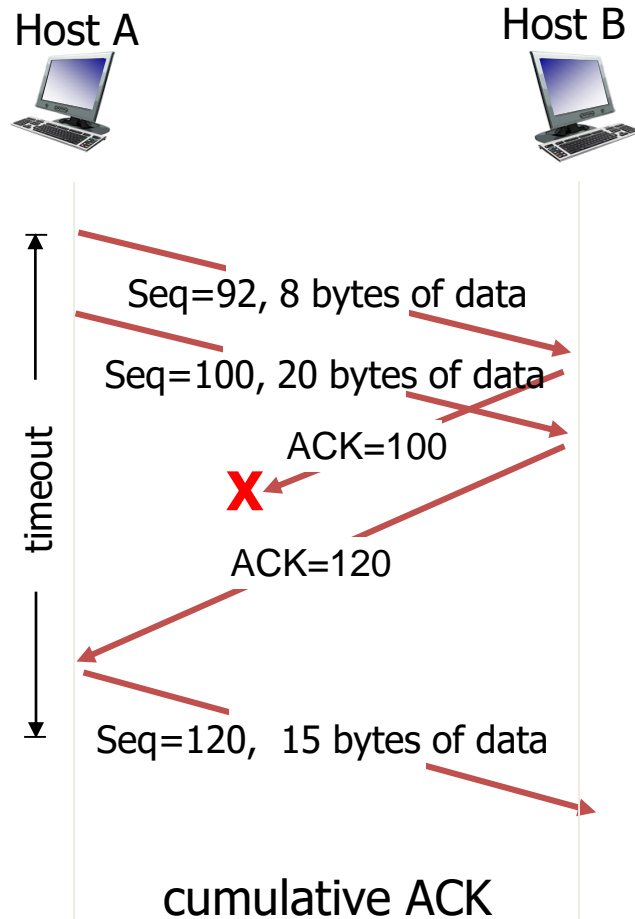 Host A
Host B
Seq=92, 8 bytes of data
Seq=100, 20 bytes of data
ACK=100
X
timeout
ACK=120
Seq=120, 15 bytes of data
cumulative ACK